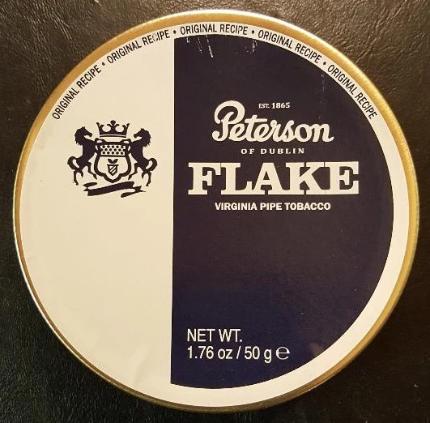 ORIGINAL RECIPE • ORIGINAL RECIPE • ORIGINAL RECIPE • ORIGINAL RECIPE • ORIGINAL RECIPE
EST. 1865
Peterson
OF DUBLIN
FLAKE
VIRGINIA PIPE TOBACCO
NET WT.
1.76 oz / 50 g ℮